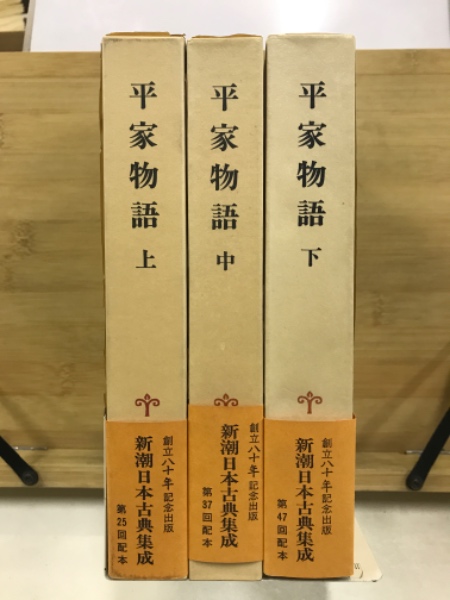 平家物語 上
創立八十年記念出版
新潮日本古典集成
第25回配本
平家物語 中
創立八十年記念出版
新潮日本古典集成
第37回配本
平家物語 下
創立八十年記念出版
新潮日本古典集成
第47回配本